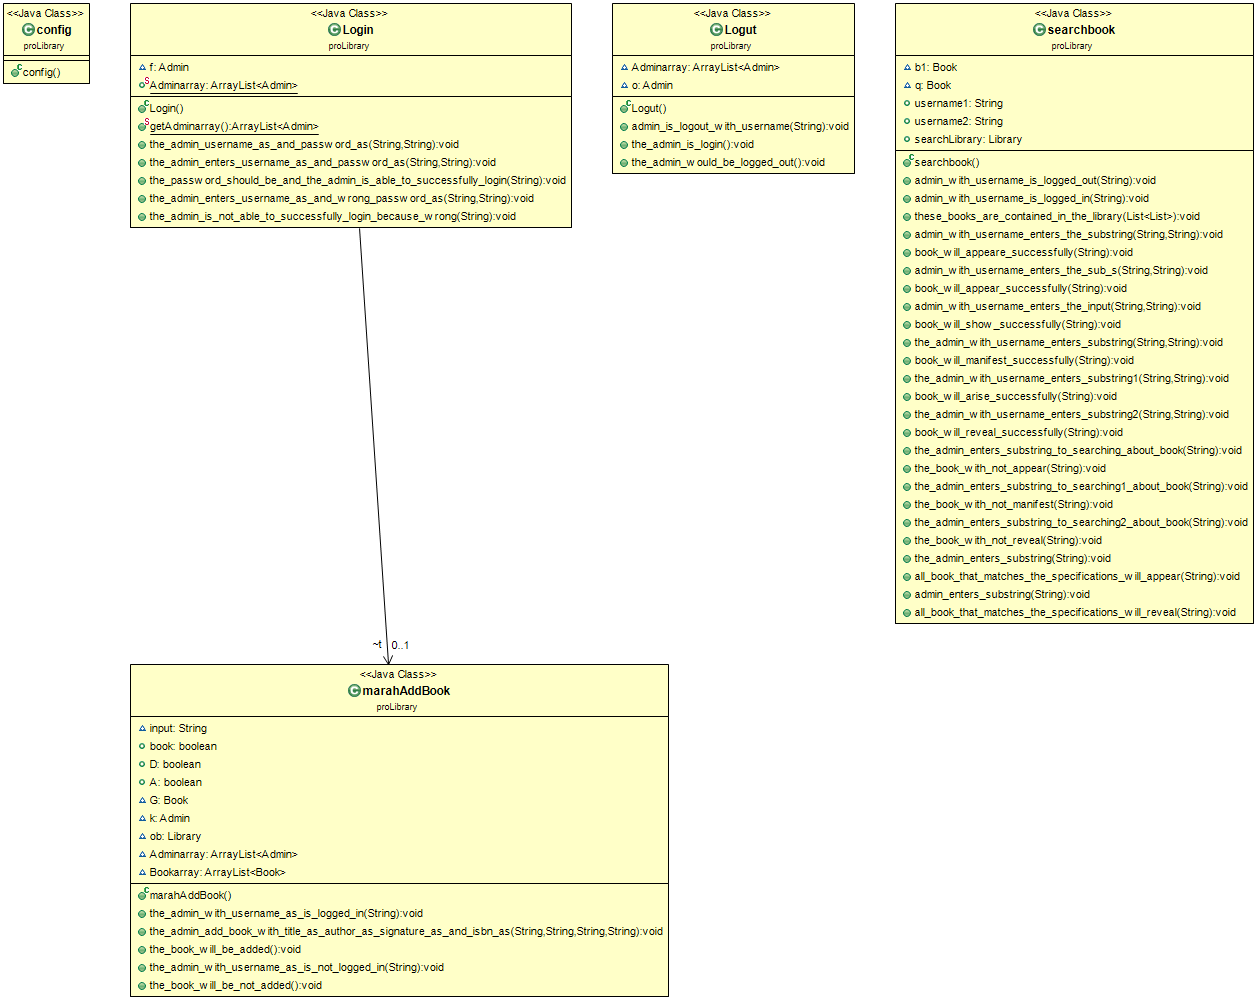 <<Java Class>>
config
proLibrary
config()
<<Java Class>>
Login
proLibrary
f: Admin
Adminarray: ArrayList<Admin>
Login()
getAdminarray():ArrayList<Admin>
the_admin_username_as_and_password_as(String,String):void
the_admin_enters_username_as_and_password_as(String,String):void
the_password_should_be_and_the_admin_is_able_to_successfully_login(String):void
the_admin_enters_username_as_and_wrong_password_as(String,String):void
the_admin_is_not_able_to_successfully_login_because_wrong(String):void
<<Java Class>>
Logut
proLibrary
Adminarray: ArrayList<Admin>
o: Admin
Logut()
admin_is_logout_with_username(String):void
the_admin_is_login():void
the_admin_would_be_logged_out():void
<<Java Class>>
searchbook
proLibrary
b1: Book
q: Book
username1: String
username2: String
searchLibrary: Library
searchbook()
admin_with_username_is_logged_out(String):void
admin_with_username_is_logged_in(String):void
these_books_are_contained_in_the_library(List<List>):void
admin_with_username_enters_the_substring(String,String):void
book_will_appeare_successfully(String):void
admin_with_username_enters_the_sub_s(String,String):void
book_will_appear_successfully(String):void
admin_with_username_enters_the_input(String,String):void
book_will_show_successfully(String):void
the_admin_with_username_enters_substring(String,String):void
book_will_manifest_successfully(String):void
the_admin_with_username_enters_substring1(String,String):void
book_will_arise_successfully(String):void
the_admin_with_username_enters_substring2(String,String):void
book_will_reveal_successfully(String):void
the_admin_enters_substring_to_searching_about_book(String):void
the_book_with_not_appear(String):void
the_admin_enters_substring_to_searching1_about_book(String):void
the_book_with_not_manifest(String):void
the_admin_enters_substring_to_searching2_about_book(String):void
the_book_with_not_reveal(String):void
the_admin_enters_substring(String):void
all_book_that_matches_the_specifications_will_appear(String):void
admin_enters_substring(String):void
all_book_that_matches_the_specifications_will_reveal(String):void
~t 0..1
<<Java Class>>
marahAddBook
proLibrary
input: String
book: boolean
D: boolean
A: boolean
G: Book
k: Admin
ob: Library
Adminarray: ArrayList<Admin>
Bookarray: ArrayList<Book>
marahAddBook()
the_admin_with_username_as_is_logged_in(String):void
the_admin_add_book_with_title_as_author_as_signature_as_and_isbn_as(String,String,String,String):void
the_book_will_be_added():void
the_admin_with_username_as_is_not_logged_in(String):void
the_book_will_be_not_added():void